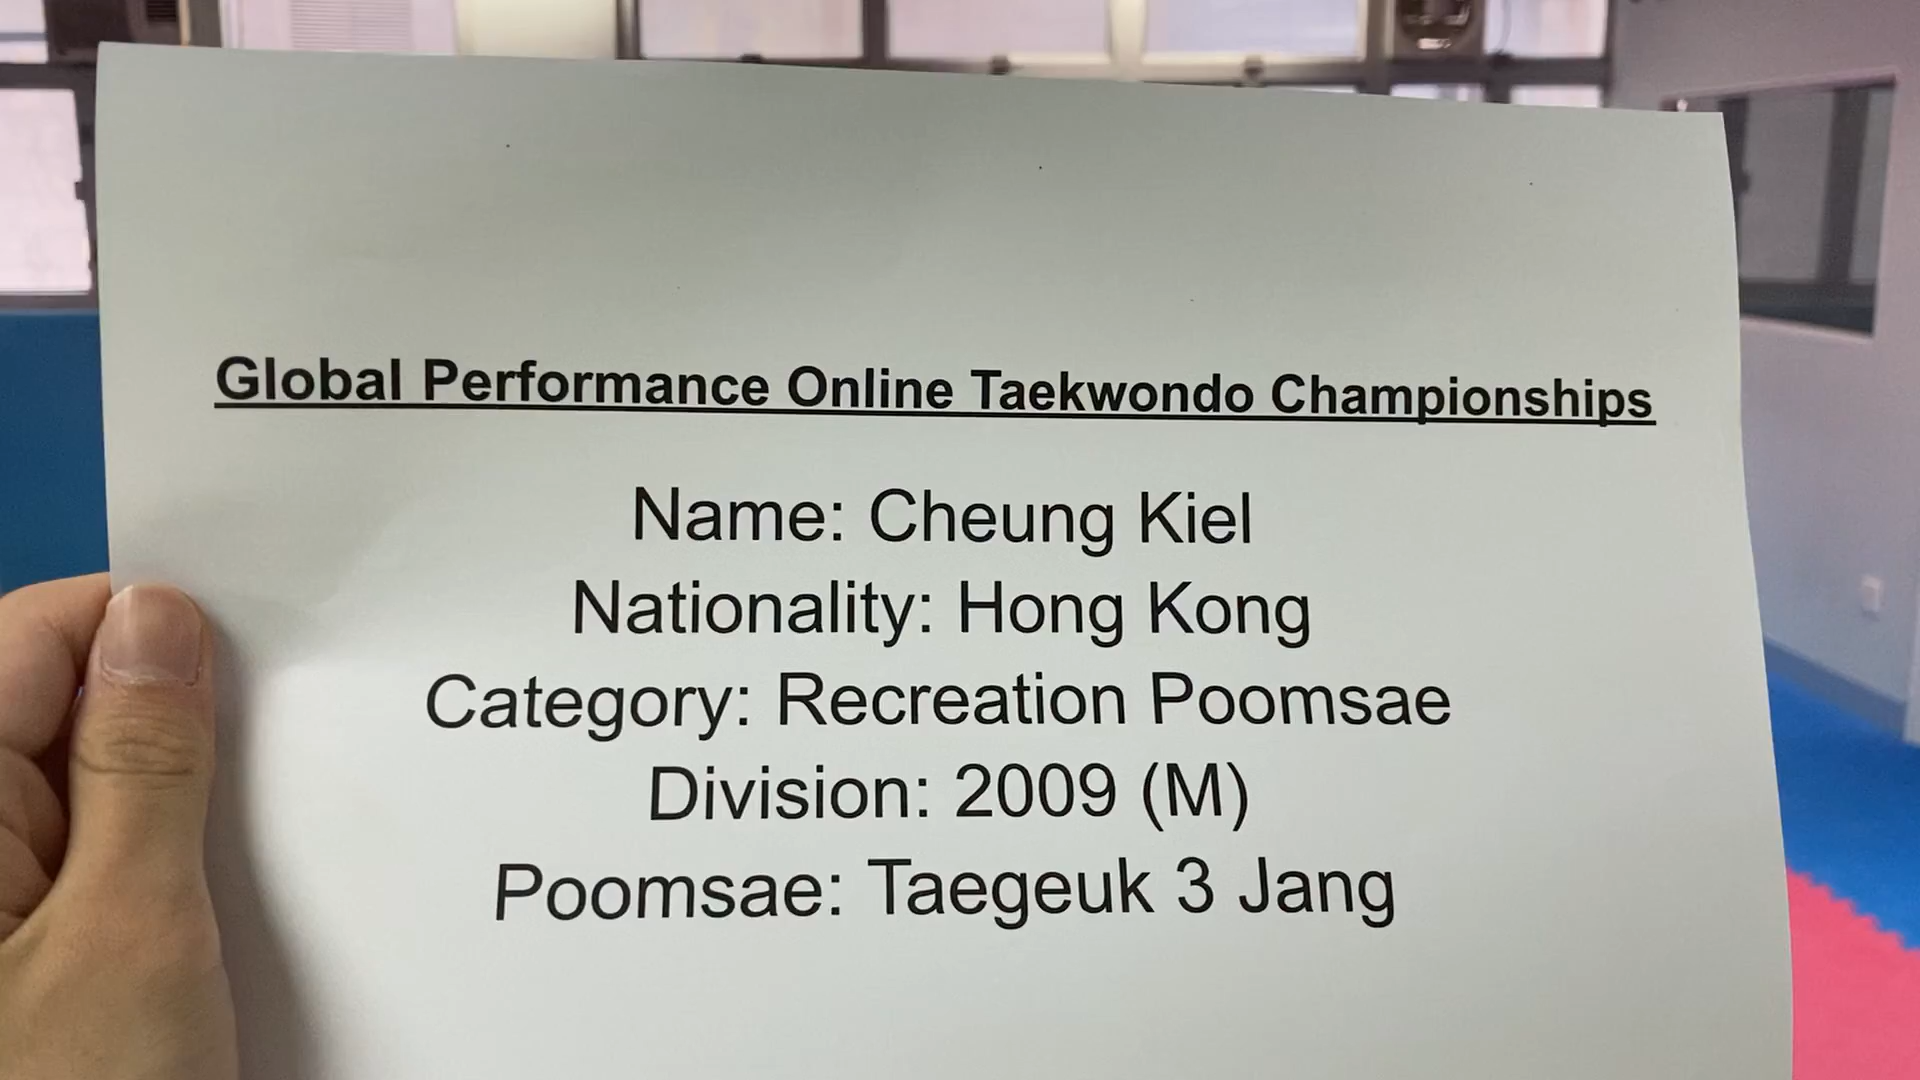 Global Performance Online Taekwondo Championships
Name: Cheung Kiel
Nationality: Hong Kong
Category: Recreation Poomsae
Division: 2009 (M)
Poomsae: Taegeuk 3 Jang